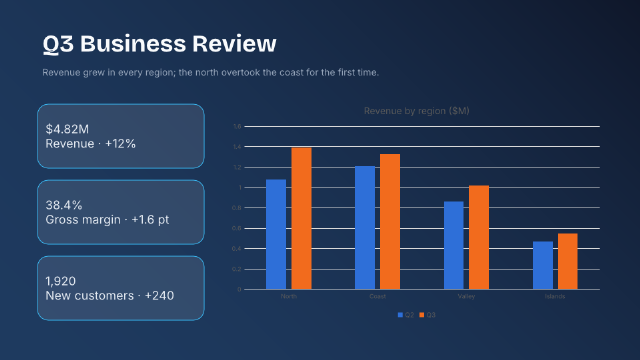 Q3 Business Review
Revenue grew in every region; the north overtook the coast for the first time.
$4.82M
Revenue · +12%
38.4%
Gross margin · +1.6 pt
1,920
New customers · +240
Revenue by region ($M)
1.6
1.4
1.2
1
0.8
0.6
0.4
0.2
0
North Coast Valley Islands
Q2 Q3